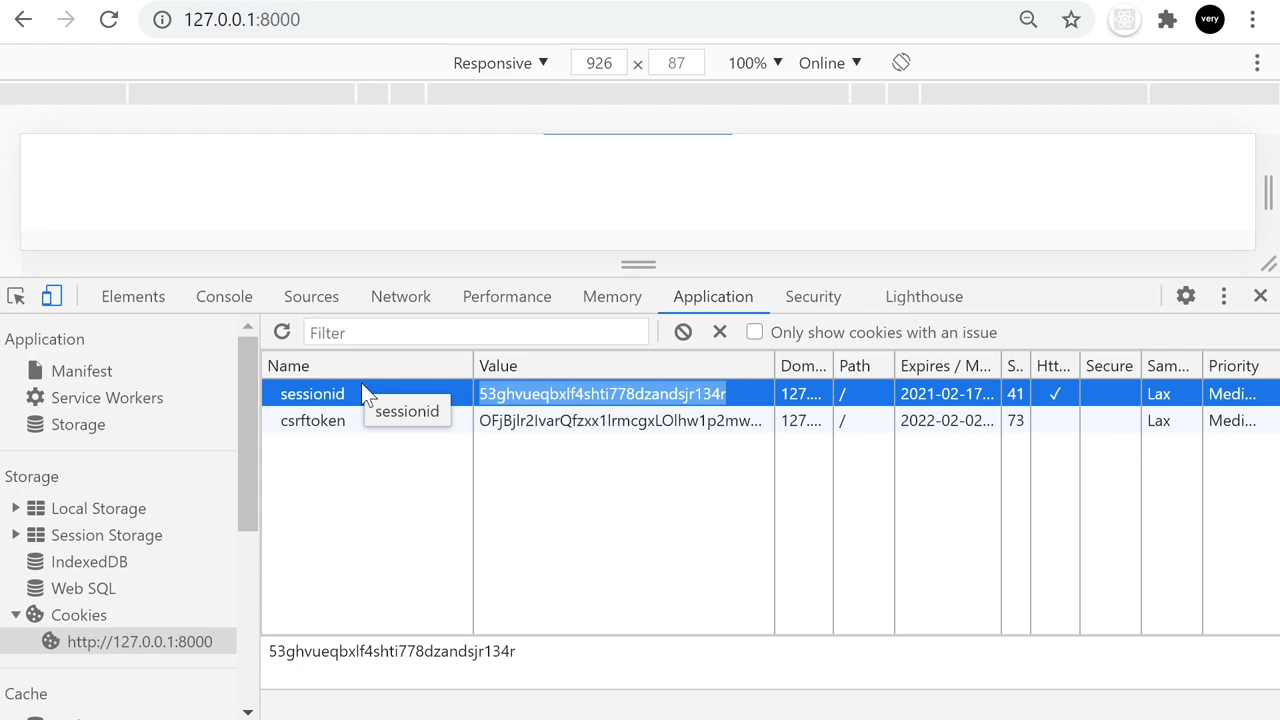 127.0.0.1:8000
very
Responsive ▼ 926 x 87 100% ▼ Online ▼
Elements Console Sources Network Performance Memory Application Security Lighthouse
Application
Manifest
Service Workers
Storage
Storage
Local Storage
Session Storage
IndexedDB
Web SQL
Cookies
http://127.0.0.1:8000
Cache
Filter Only show cookies with an issue
Name Value Dom... Path Expires / M... S.. Htt... Secure Sam... Priority
sessionid 53ghvueqbxlf4shti778dzandsjr134r 127.... / 2021-02-17... 41 ✓ Lax Medi...
sessionid
csrftoken OFjBjlr2IvarQfzxx1lrmcgxLOlhw1p2mw... 127.... / 2022-02-02... 73 Lax Medi...
53ghvueqbxlf4shti778dzandsjr134r